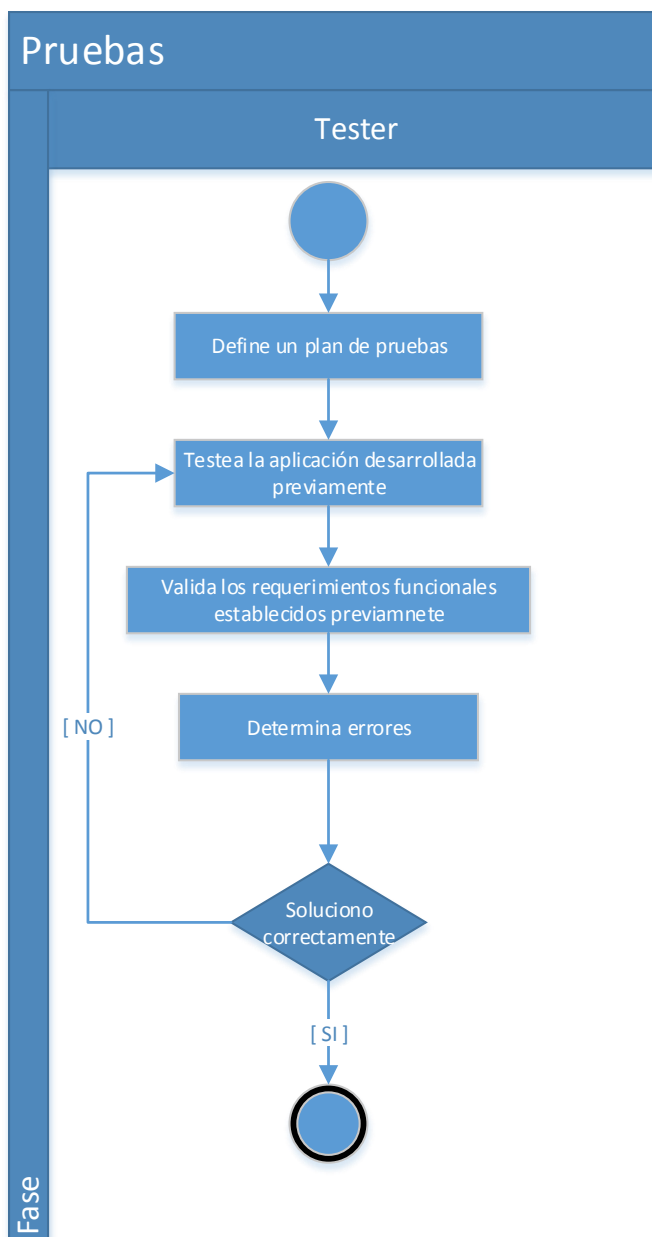 Pruebas
Tester
Define un plan de pruebas
Testea la aplicación desarrollada
previamente
Valida los requerimientos funcionales
establecidos previamnete
Determina errores
[ NO ]
Soluciono
correctamente
[ SI ]
Fase